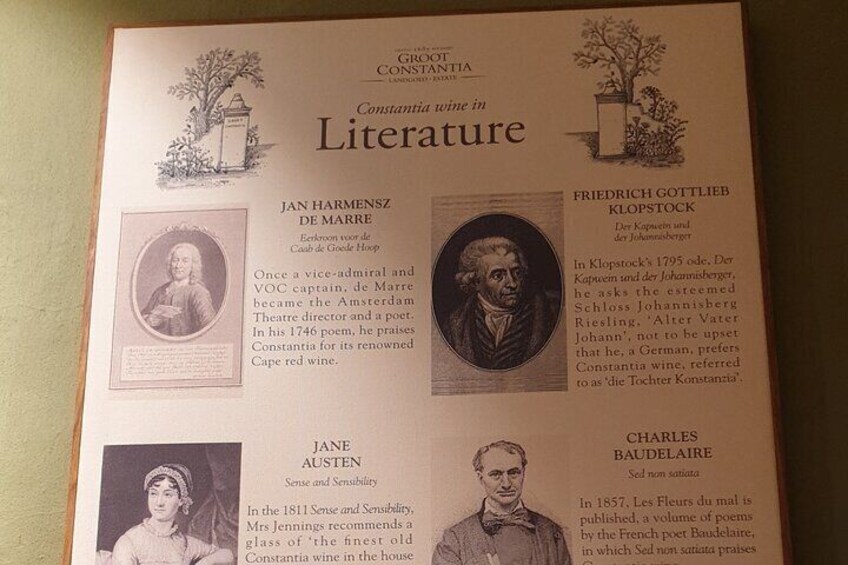 GROOT
CONSTANTIA
LANDGOED · ESTATE
Constantia wine in
Literature
JAN HARMENSZ
DE MARRE
Eerkroon voor de
Caab de Goede Hoop
Once a vice-admiral and
VOC captain, de Marre
became the Amsterdam
Theatre director and a poet.
In his 1746 poem, he praises
Constantia for its renowned
Cape red wine.
FRIEDRICH GOTTLIEB
KLOPSTOCK
Der Kapwein und
der Johannisberger
In Klopstock's 1795 ode, Der
Kapwein und der Johannisberger,
he asks the esteemed
Schloss Johannisberg
Riesling, 'Alter Vater
Johann', not to be upset
that he, a German, prefers
Constantia wine, referred
to as 'die Tochter Konstanzia'.
JANE
AUSTEN
Sense and Sensibility
In the 1811 Sense and Sensibility,
Mrs Jennings recommends a
glass of 'the finest old
Constantia wine in the house
CHARLES
BAUDELAIRE
Sed non satiata
In 1857, Les Fleurs du mal is
published, a volume of poems
by the French poet Baudelaire,
in which Sed non satiata praises